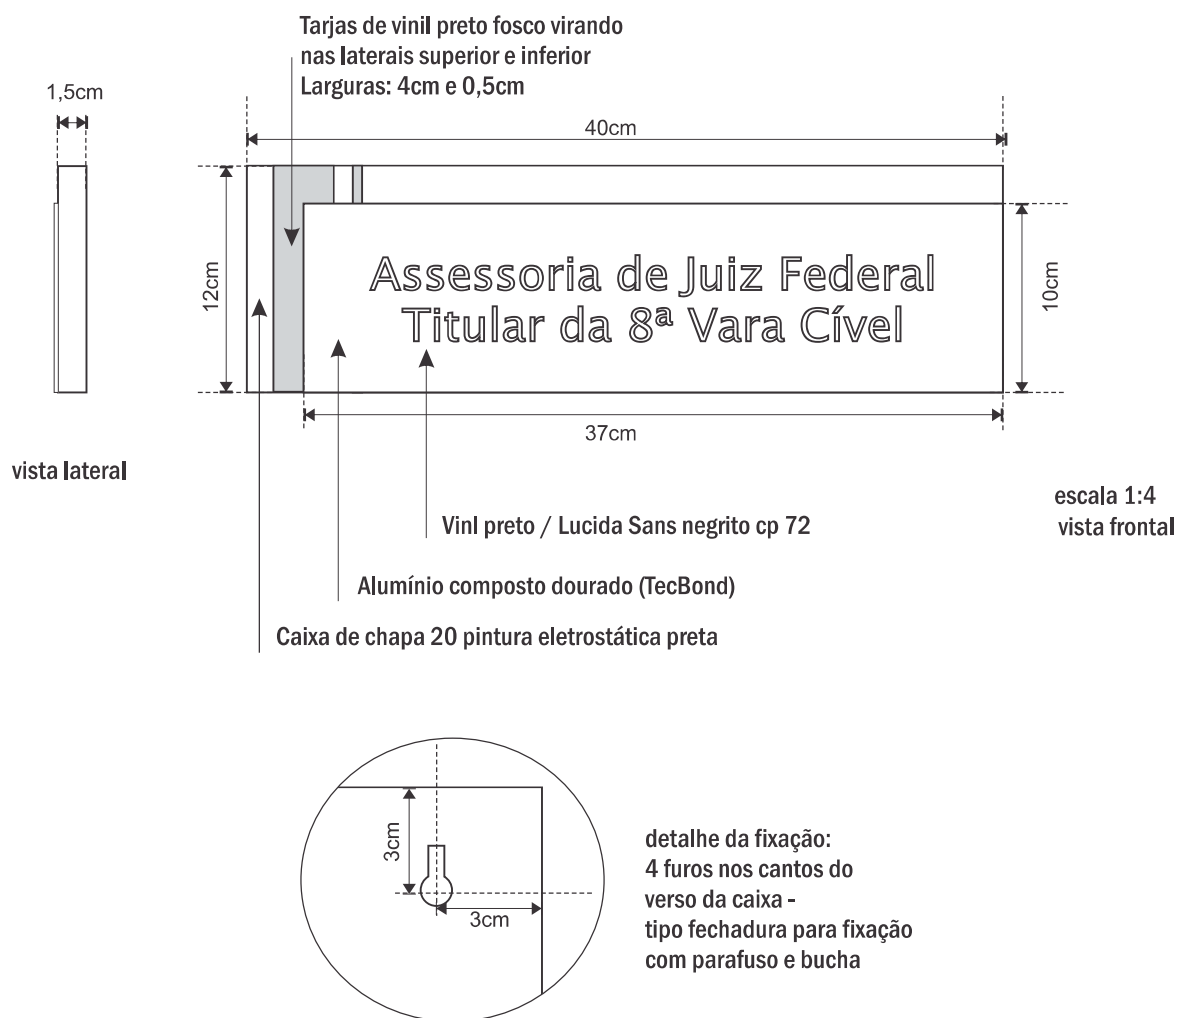 Tarjas de vinil preto fosco virando
nas laterais superior e inferior
Larguras: 4cm e 0,5cm
1,5cm
40cm
12cm
Assessoria de Juiz Federal
Titular da 8ª Vara Cível
10cm
37cm
vista lateral
escala 1:4
vista frontal
Vinl preto / Lucida Sans negrito cp 72
Alumínio composto dourado (TecBond)
Caixa de chapa 20 pintura eletrostática preta
3cm
3cm
detalhe da fixação:
4 furos nos cantos do
verso da caixa -
tipo fechadura para fixação
com parafuso e bucha